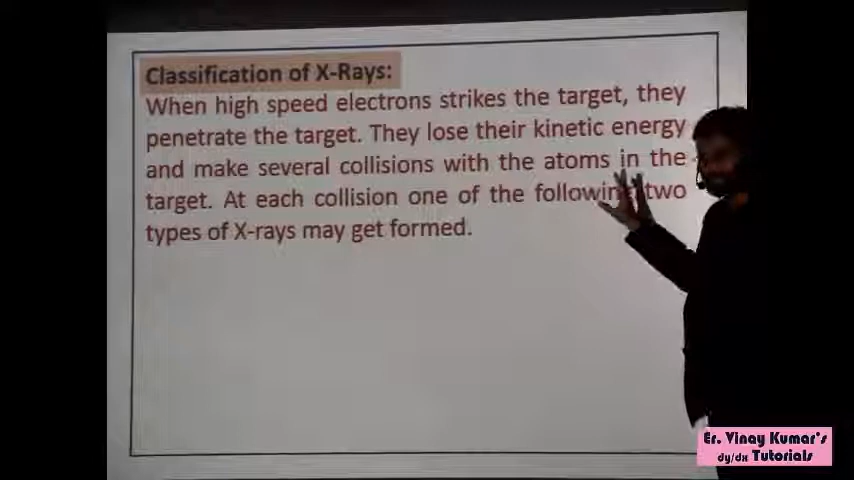 Classification of X-Rays:
When high speed electrons strikes the target, they
penetrate the target. They lose their kinetic energy
and make several collisions with the atoms in the
target. At each collision one of the following two
types of X-rays may get formed.
Er. Vinay Kumar's
dy/dx Tutorials